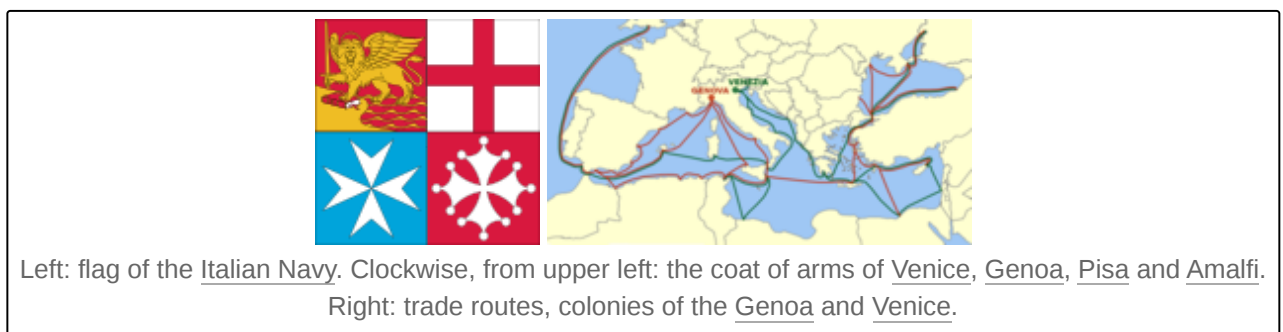 VENEZIA
GENOVA
Left: flag of the Italian Navy. Clockwise, from upper left: the coat of arms of Venice, Genoa, Pisa and Amalfi.
Right: trade routes, colonies of the Genoa and Venice.